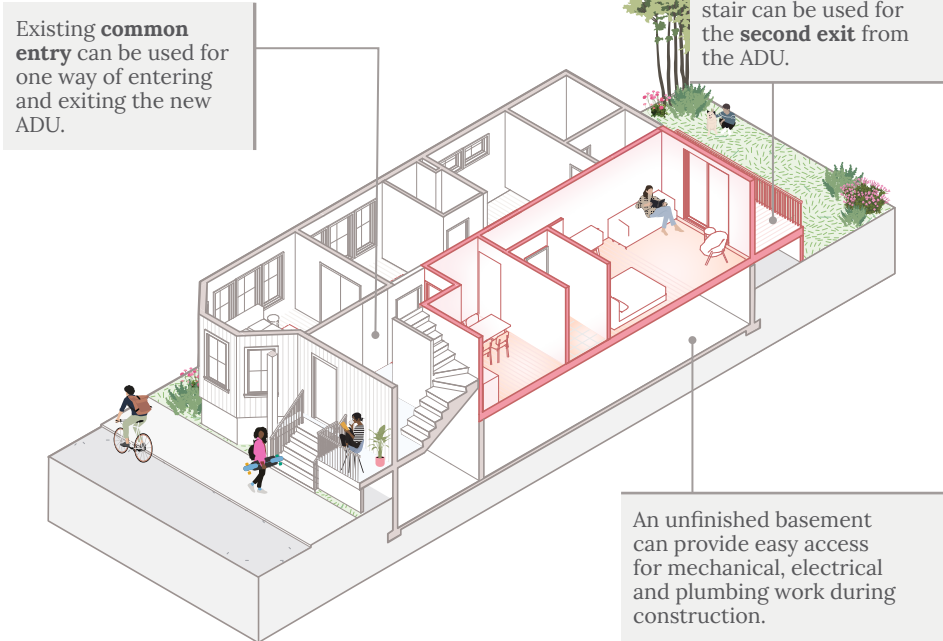 Existing common
entry can be used for
one way of entering
and exiting the new
ADU.
stair can be used for
the second exit from
the ADU.
An unfinished basement
can provide easy access
for mechanical, electrical
and plumbing work during
construction.